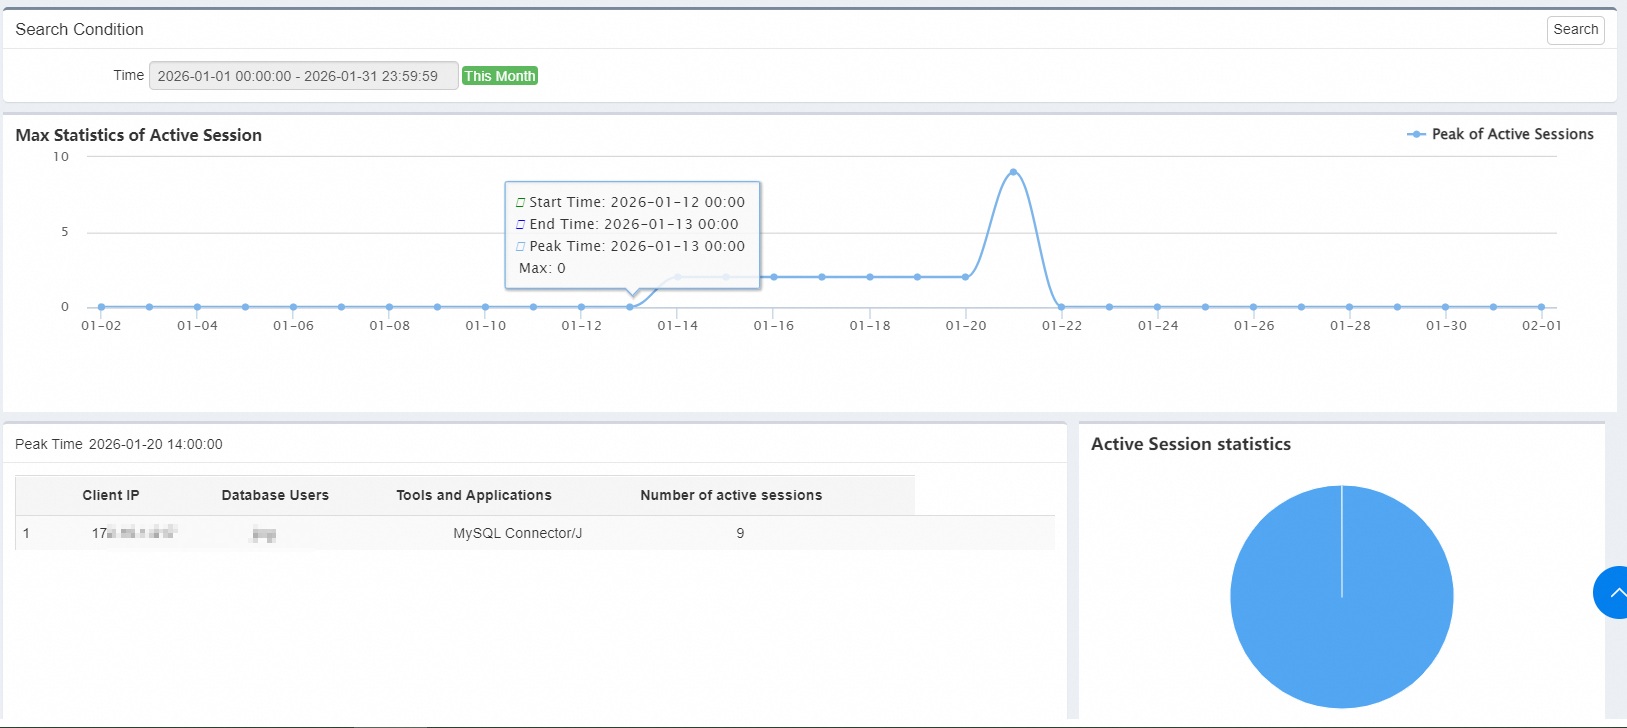 Search Condition
Search
Time 2026-01-01 00:00:00 - 2026-01-31 23:59:59 This Month
Max Statistics of Active Session
Peak of Active Sessions
10
5
0
Start Time: 2026-01-12 00:00
End Time: 2026-01-13 00:00
Peak Time: 2026-01-13 00:00
Max: 0
01-02 01-04 01-06 01-08 01-10 01-12 01-14 01-16 01-18 01-20 01-22 01-24 01-26 01-28 01-30 02-01
Peak Time 2026-01-20 14:00:00
Client IP Database Users Tools and Applications Number of active sessions
1 17 MySQL Connector/J 9
Active Session statistics